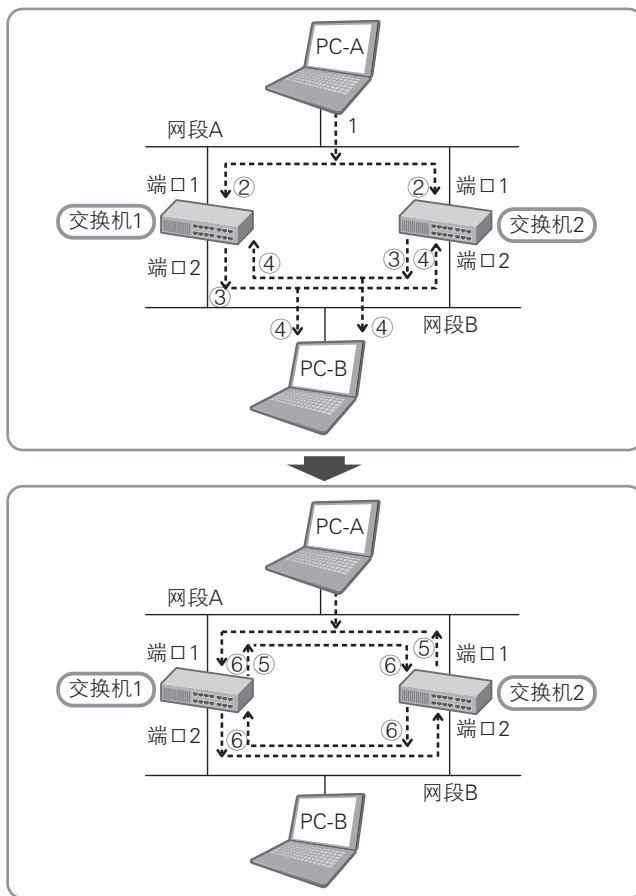 PC-A
1
网段A
端口1
②
②
端口1
交换机1
交换机2
端口2
④
③
④
端口2
③
④
④
网段B
PC-B
PC-A
网段A
端口1
⑥
⑤
⑥
⑤
端口1
交换机1
交换机2
端口2
⑥
⑥
端口2
网段B
PC-B